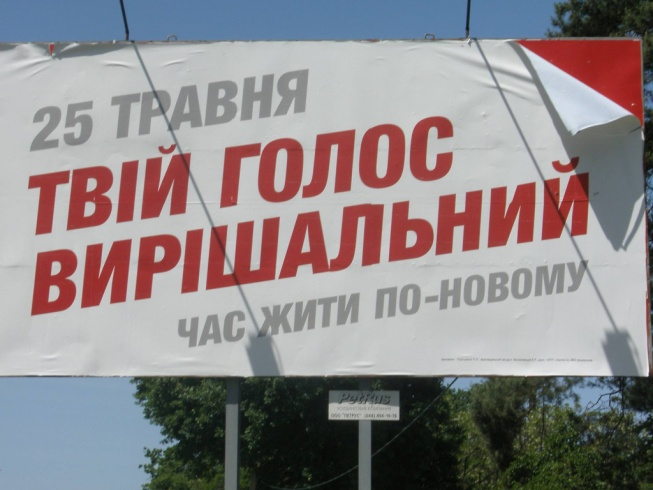 25 ТРАВНЯ
ТВІЙ ГОЛОС
ВИРІШАЛЬНИЙ
ЧАС ЖИТИ ПО-НОВОМУ
PetRus